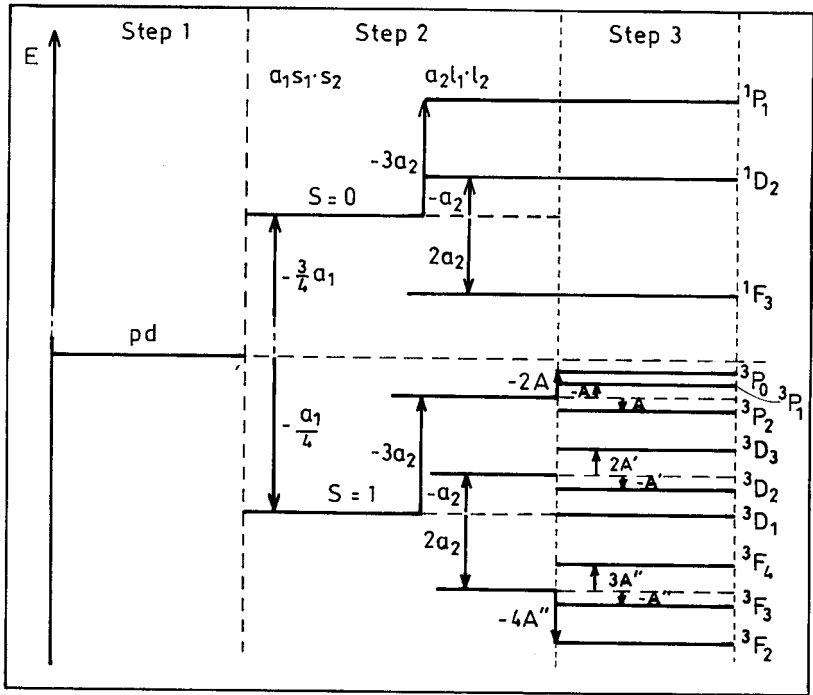 Step 1 Step 2 Step 3
E
a₁s₁·s₂ a₂l₁·l₂
¹P₁
-3a₂
¹D₂
S = 0
-a₂
2a₂
-¾a₁
¹F₃
pd
-2A
³P₀
-A
³P₁
A
³P₂
-a₁/4
-3a₂
³D₃
2A'
-A'
³D₂
-a₂
S = 1
³D₁
2a₂
³F₄
3A''
-A''
³F₃
-4A''
³F₂